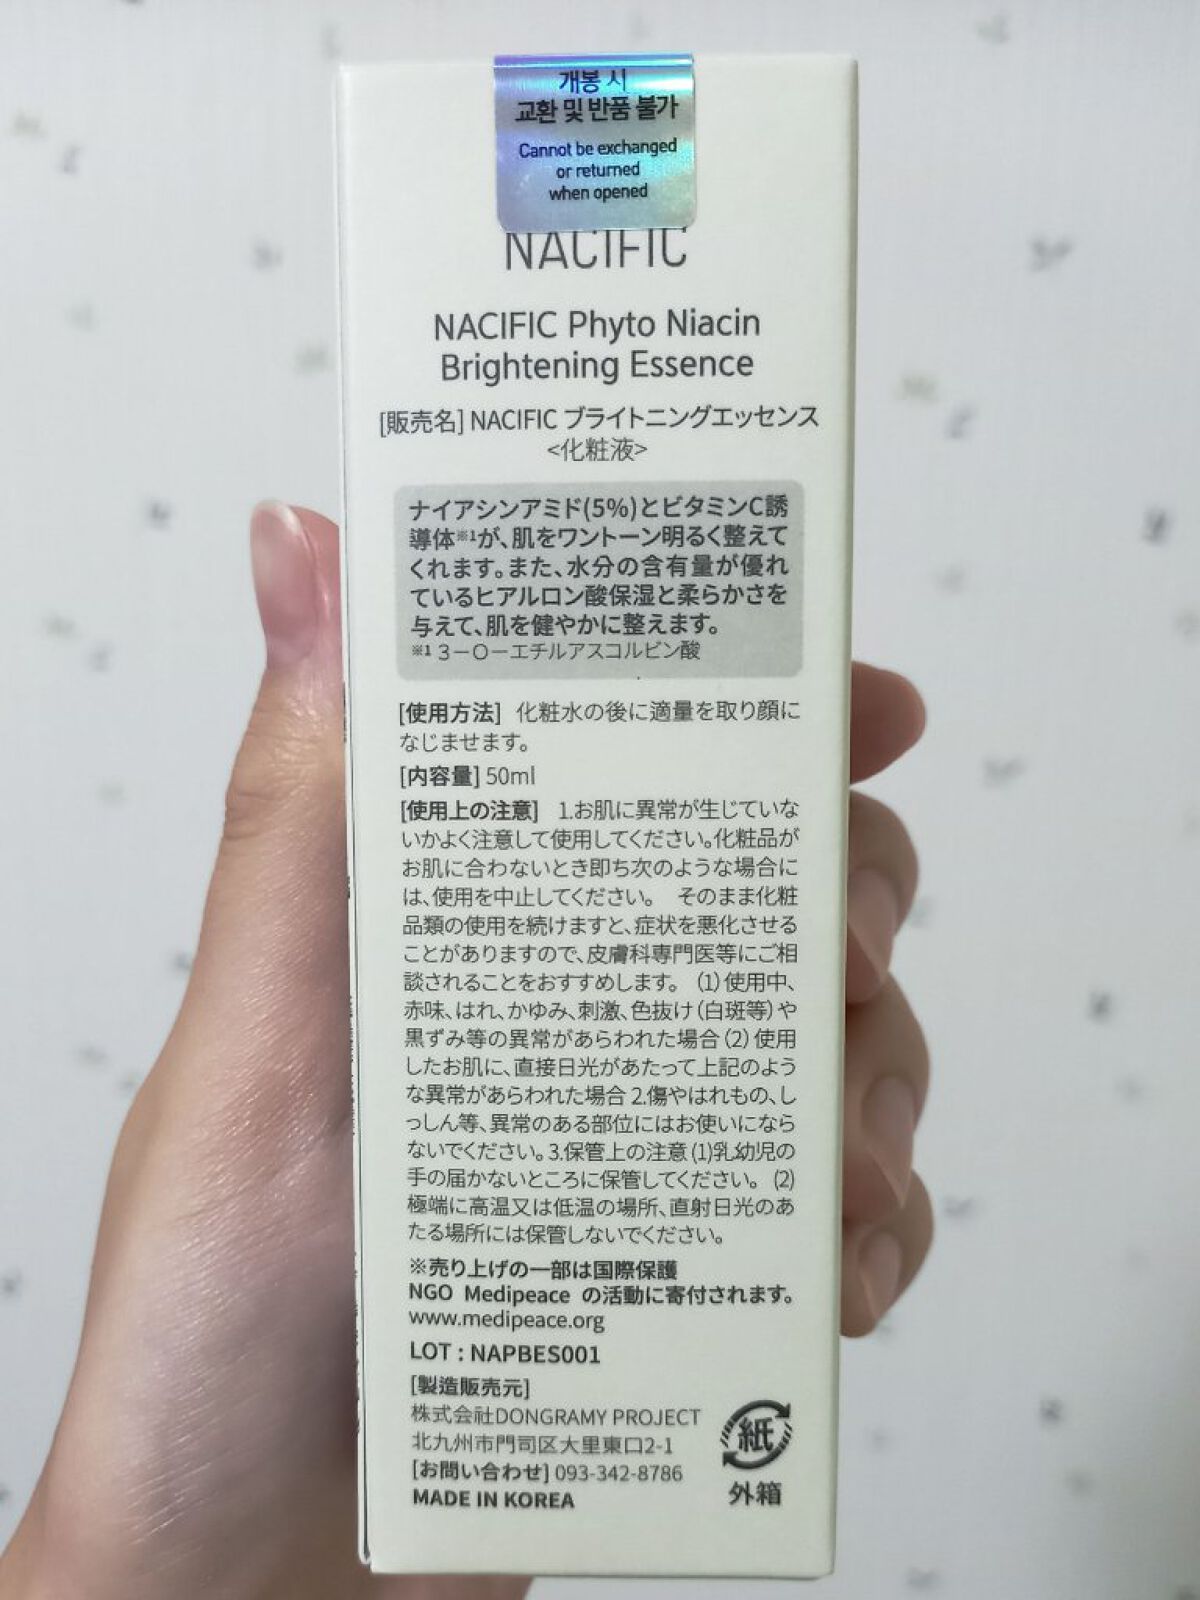 개봉 시
교환 및 반품 불가
Cannot be exchanged
or returned
when opened
NACIFIC
NACIFIC Phyto Niacin
Brightening Essence
[販売名] NACIFIC ブライトニングエッセンス
<化粧液>
ナイアシンアミド(5%)とビタミンC誘
導体※1が、肌をワントーン明るく整えて
くれます。また、水分の含有量が優れ
ているヒアルロン酸保湿と柔らかさを
与えて、肌を健やかに整えます。
※1 3－O－エチルアスコルビン酸
[使用方法] 化粧水の後に適量を取り顔に
なじませます。
[内容量] 50ml
[使用上の注意] 1.お肌に異常が生じていな
いかよく注意して使用してください。化粧品が
お肌に合わないとき即ち次のような場合に
は、使用を中止してください。 そのまま化粧
品類の使用を続けますと、症状を悪化させる
ことがありますので、皮膚科専門医等にご相
談されることをおすすめします。 (1)使用中、
赤味、はれ、かゆみ、刺激、色抜け(白斑等)や
黒ずみ等の異常があらわれた場合(2)使用
したお肌に、直接日光があたって上記のよう
な異常があらわれた場合 2.傷やはれもの、し
っしん等、異常のある部位にはお使いになら
ないでください。3.保管上の注意 (1)乳幼児の
手の届かないところに保管してください。 (2)
極端に高温又は低温の場所、直射日光のあ
たる場所には保管しないでください。
※売り上げの一部は国際保護
NGO Medipeace の活動に寄付されます。
www.medipeace.org
LOT : NAPBES001
[製造販売元]
株式会社DONGRAMY PROJECT
北九州市門司区大里東口2-1
[お問い合わせ] 093-342-8786
MADE IN KOREA
紙
外箱